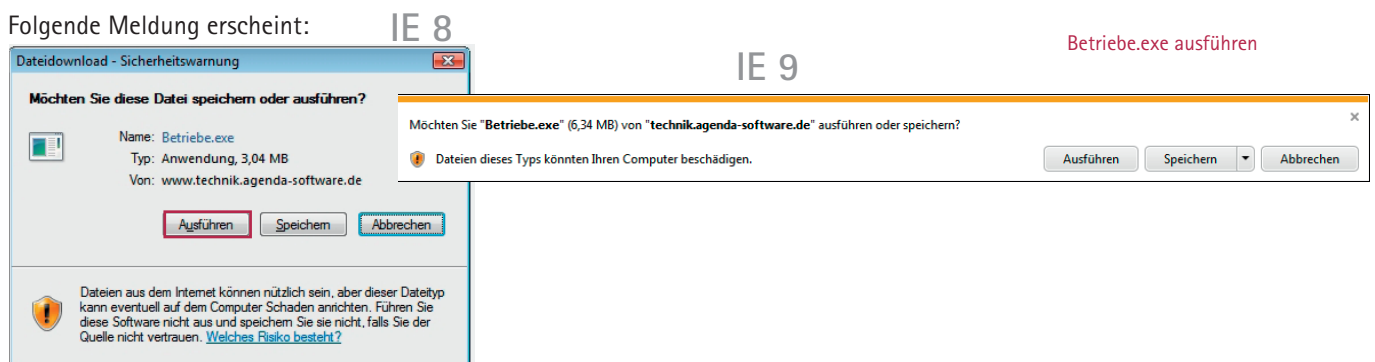 Folgende Meldung erscheint:
IE 8
Dateidownload - Sicherheitswarnung
Möchten Sie diese Datei speichern oder ausführen?
Name: Betriebe.exe
Typ: Anwendung, 3,04 MB
Von: www.technik.agenda-software.de
Ausführen Speichern Abbrechen
Dateien aus dem Internet können nützlich sein, aber dieser Dateityp
kann eventuell auf dem Computer Schaden anrichten. Führen Sie
diese Software nicht aus und speichern Sie sie nicht, falls Sie der
Quelle nicht vertrauen. Welches Risiko besteht?
IE 9
Möchten Sie "Betriebe.exe" (6,34 MB) von "technik.agenda-software.de" ausführen oder speichern?
Dateien dieses Typs könnten Ihren Computer beschädigen.
Ausführen Speichern Abbrechen
Betriebe.exe ausführen